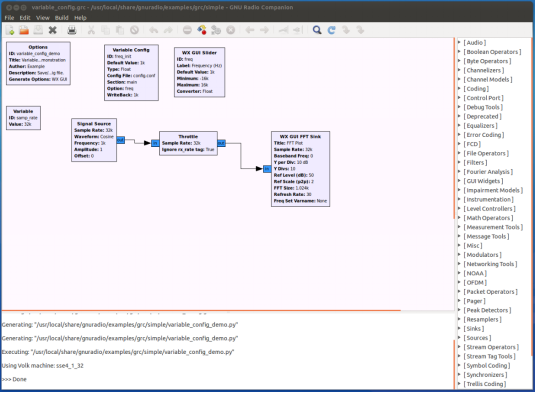 variable_config.grc - /usr/local/share/gnuradio/examples/grc/simple - GNU Radio Companion
File Edit View Build Help
Options
ID: variable_config_demo
Title: Variable...monstration
Author: Example
Description: Save/...ig file.
Generate Options: WX GUI
Variable Config
ID: freq_init
Default Value: 1k
Type: Float
Config File: config.conf
Section: main
Option: freq
WriteBack: 1k
WX GUI Slider
ID: freq
Label: Frequency (Hz)
Default Value: 1k
Minimum: -16k
Maximum: 16k
Converter: Float
Variable
ID: samp_rate
Value: 32k
Signal Source
Sample Rate: 32k
Waveform: Cosine
Frequency: 1k
Amplitude: 1
Offset: 0
out
in
Throttle
Sample Rate: 32k
Ignore rx_rate tag: True
out
in
WX GUI FFT Sink
Title: FFT Plot
Sample Rate: 32k
Baseband Freq: 0
Y per Div: 10 dB
Y Divs: 10
Ref Level (dB): 50
Ref Scale (p2p): 2
FFT Size: 1.024k
Refresh Rate: 30
Freq Set Varname: None
[ Audio ]
[ Boolean Operators ]
[ Byte Operators ]
[ Channelizers ]
[ Channel Models ]
[ Coding ]
[ Control Port ]
[ Debug Tools ]
[ Deprecated ]
[ Equalizers ]
[ Error Coding ]
[ FCD ]
[ File Operators ]
[ Filters ]
[ Fourier Analysis ]
[ GUI Widgets ]
[ Impairment Models ]
[ Instrumentation ]
[ Level Controllers ]
[ Math Operators ]
[ Measurement Tools ]
[ Message Tools ]
[ Misc ]
[ Modulators ]
[ Networking Tools ]
[ NOAA ]
[ OFDM ]
[ Packet Operators ]
[ Pager ]
[ Peak Detectors ]
[ Resamplers ]
[ Sinks ]
[ Sources ]
[ Stream Operators ]
[ Stream Tag Tools ]
[ Symbol Coding ]
[ Synchronizers ]
[ Trellis Coding ]
Generating: "/usr/local/share/gnuradio/examples/grc/simple/variable_config_demo.py"
Generating: "/usr/local/share/gnuradio/examples/grc/simple/variable_config_demo.py"
Executing: "/usr/local/share/gnuradio/examples/grc/simple/variable_config_demo.py"
Using Volk machine: sse4_1_32
>>> Done